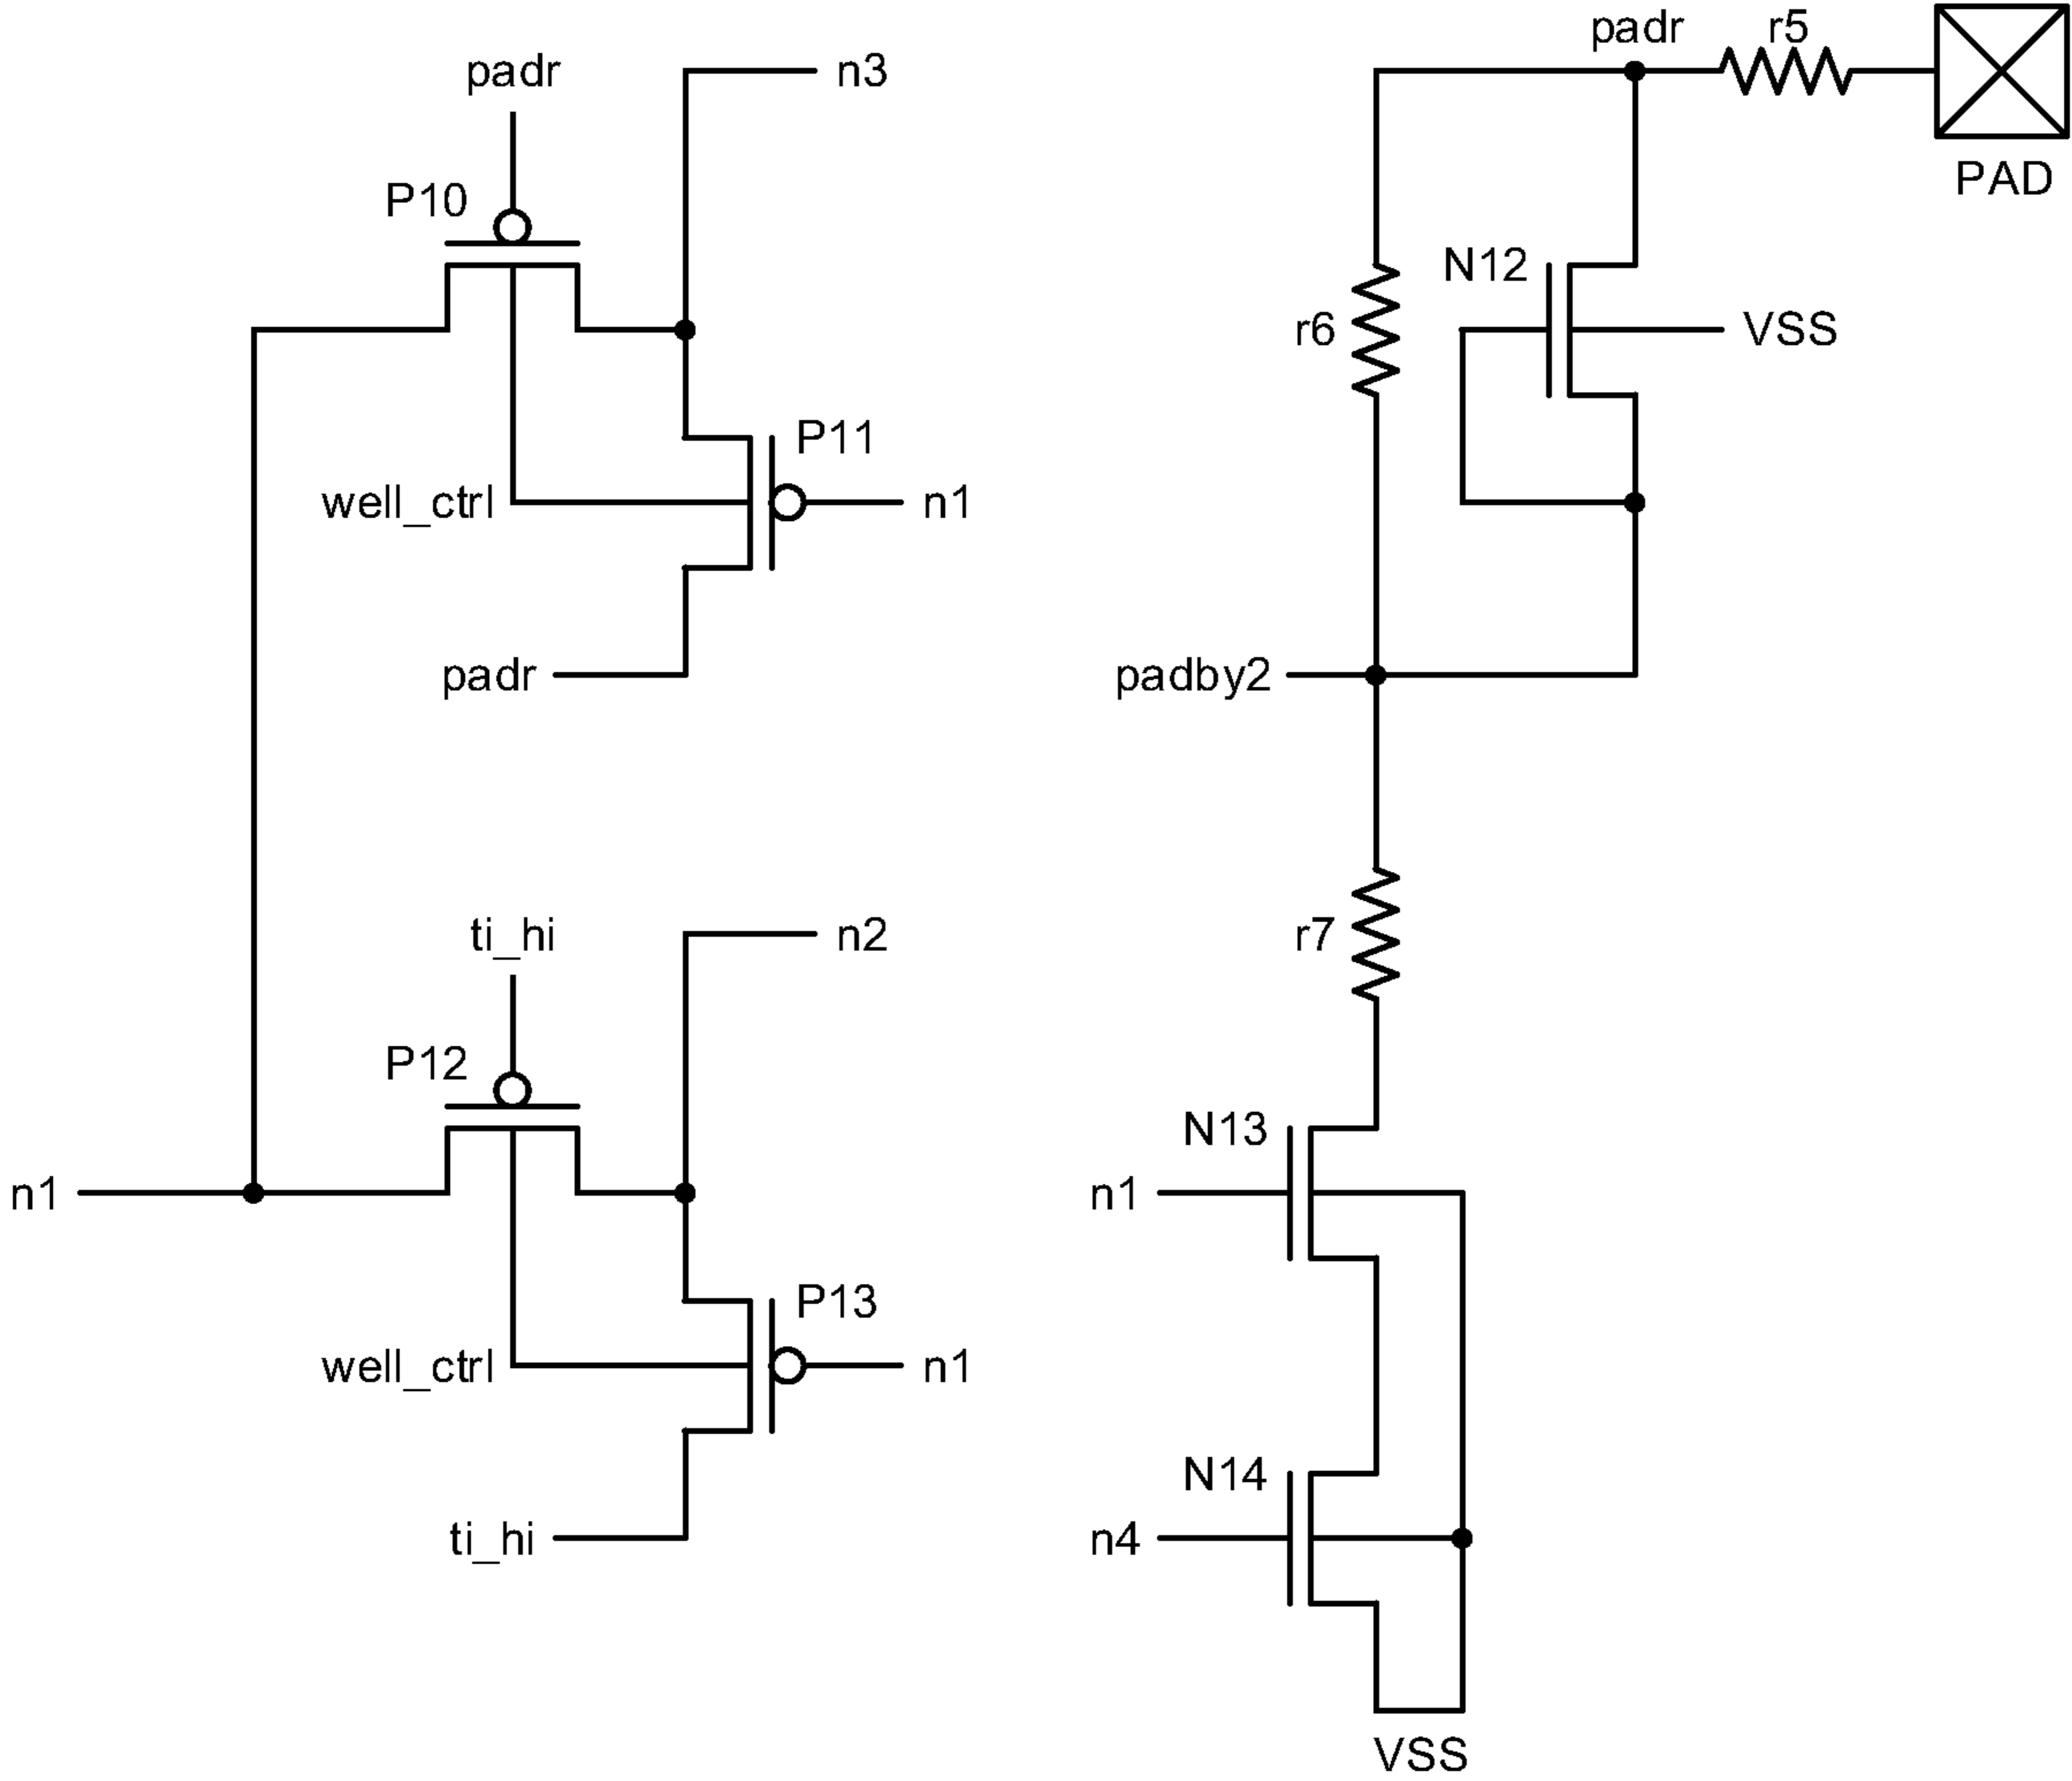 padr r5
padr n3
PAD
P10
N12
r6 VSS
P11
well_ctrl n1
padr padby2
ti_hi n2 r7
P12
N13
n1 n1
P13
well_ctrl n1
N14
ti_hi n4
VSS